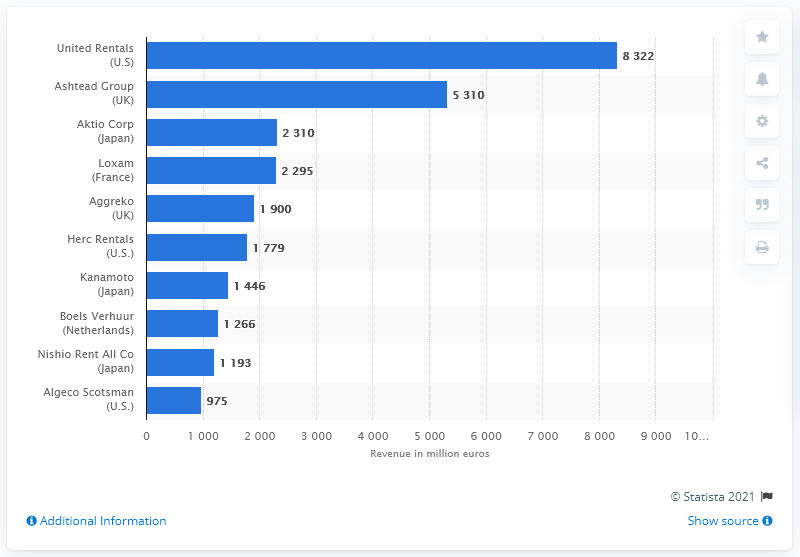 United Rentals
(U.S)
8 322
Ashtead Group
(UK)
5 310
Aktio Corp
(Japan)
2 310
Loxam
(France)
2 295
Aggreko
(UK)
1 900
Herc Rentals
(U.S.)
1 779
Kanamoto
(Japan)
1 446
Boels Verhuur
(Netherlands)
1 266
Nishio Rent All Co
(Japan)
1 193
Algeco Scotsman
(U.S.)
975
0 1 000 2 000 3 000 4 000 5 000 6 000 7 000 8 000 9 000 10…
Revenue in million euros
© Statista 2021
Additional Information
Show source